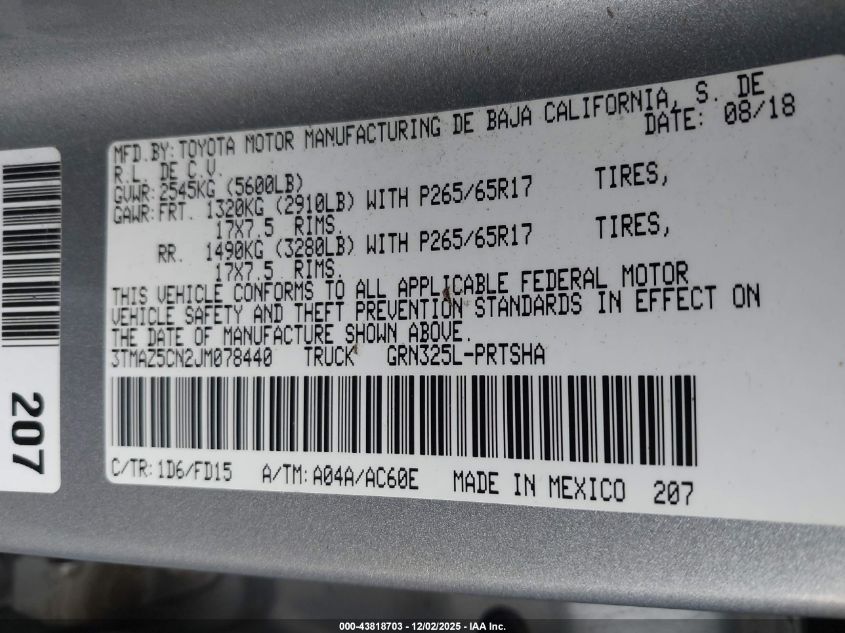 MFD.BY:TOYOTA MOTOR MANUFACTURING DE BAJA CALIFORNIA, S. DE
R.L. DE C.V. DATE: 08/18
GVWR:2545KG (5600LB)
GAWR:FRT. 1320KG (2910LB) WITH P265/65R17 TIRES,
17X7.5 RIMS.
RR. 1490KG (3280LB) WITH P265/65R17 TIRES,
17X7.5 RIMS.
THIS VEHICLE CONFORMS TO ALL APPLICABLE FEDERAL MOTOR
VEHICLE SAFETY AND THEFT PREVENTION STANDARDS IN EFFECT ON
THE DATE OF MANUFACTURE SHOWN ABOVE.
3TMAZ5CN2JM078440 TRUCK GRN325L-PRTSHA
C/TR:1D6/FD15 A/TM:A04A/AC60E MADE IN MEXICO 207
207
000-43818703 - 12/02/2025 - IAA Inc.